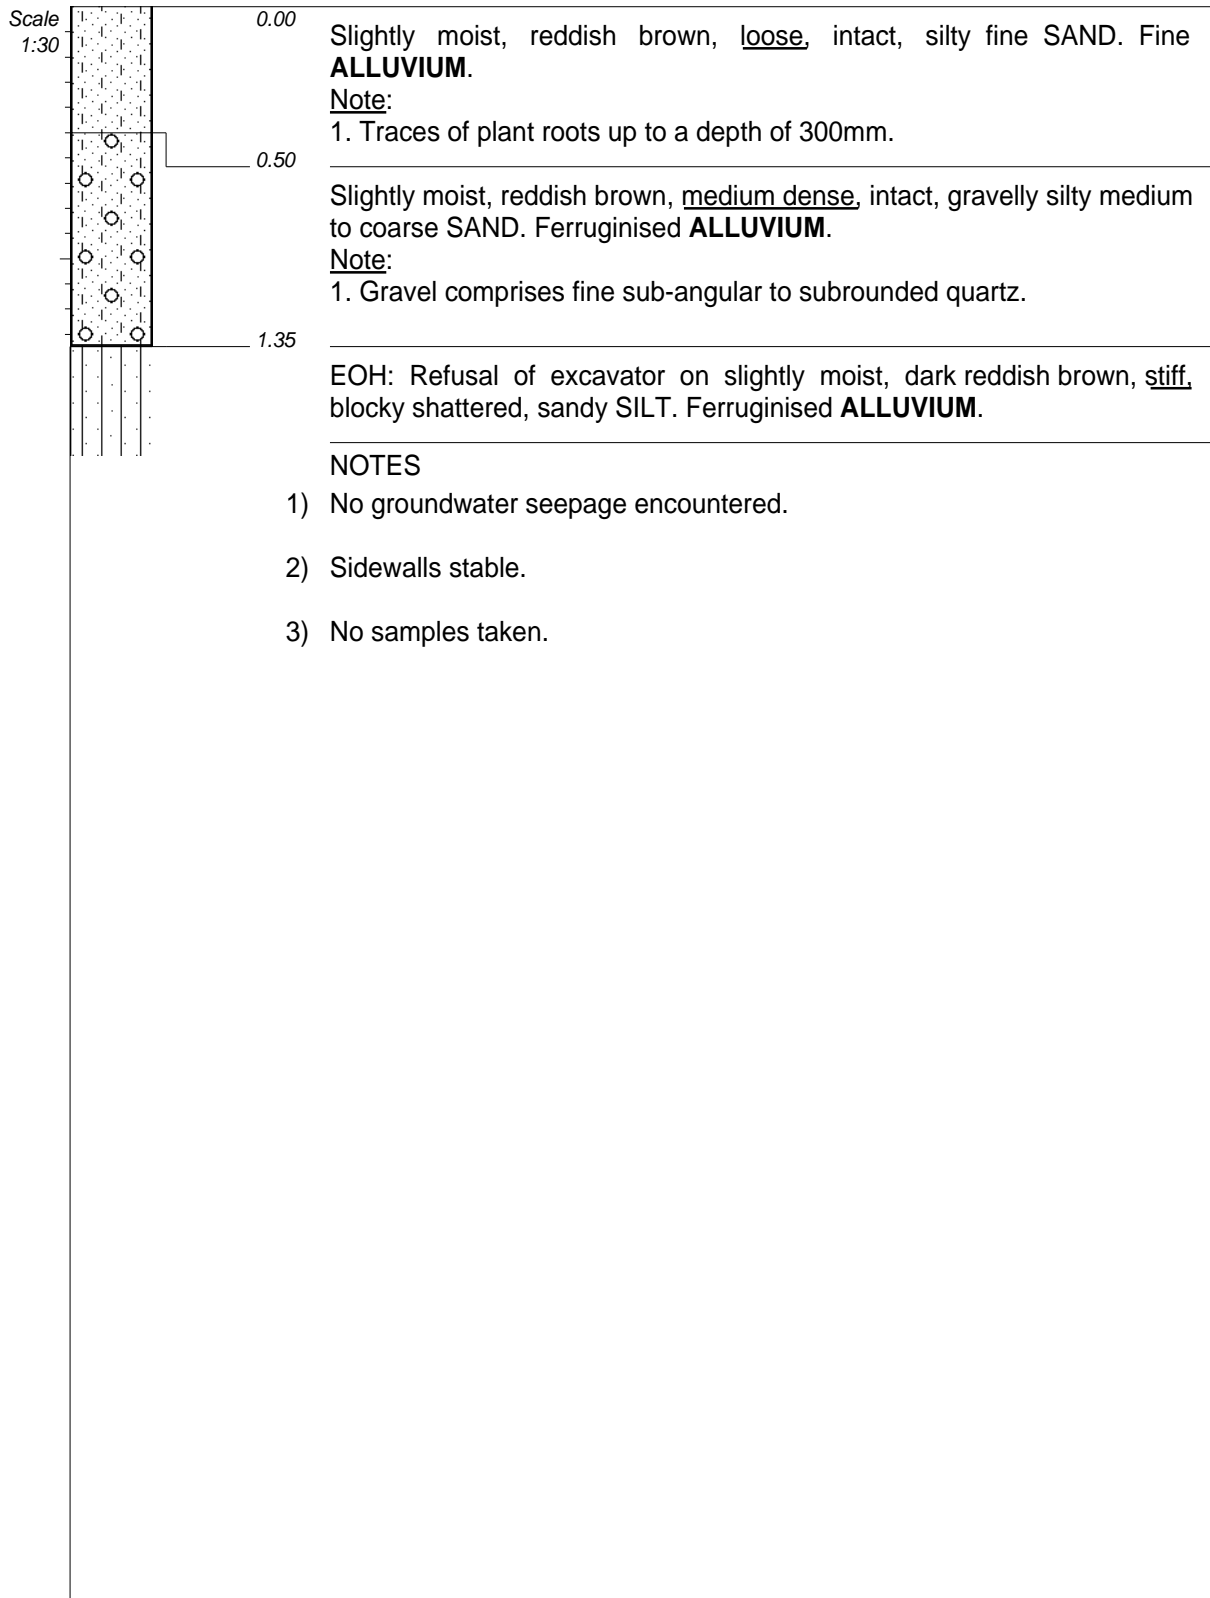 Scale
1:30
0.00
Slightly moist, reddish brown, loose, intact, silty fine SAND. Fine
ALLUVIUM.
Note:
1. Traces of plant roots up to a depth of 300mm.
0.50
Slightly moist, reddish brown, medium dense, intact, gravelly silty medium
to coarse SAND. Ferruginised ALLUVIUM.
Note:
1. Gravel comprises fine sub-angular to subrounded quartz.
1.35
EOH: Refusal of excavator on slightly moist, dark reddish brown, stiff,
blocky shattered, sandy SILT. Ferruginised ALLUVIUM.
NOTES
1) No groundwater seepage encountered.
2) Sidewalls stable.
3) No samples taken.